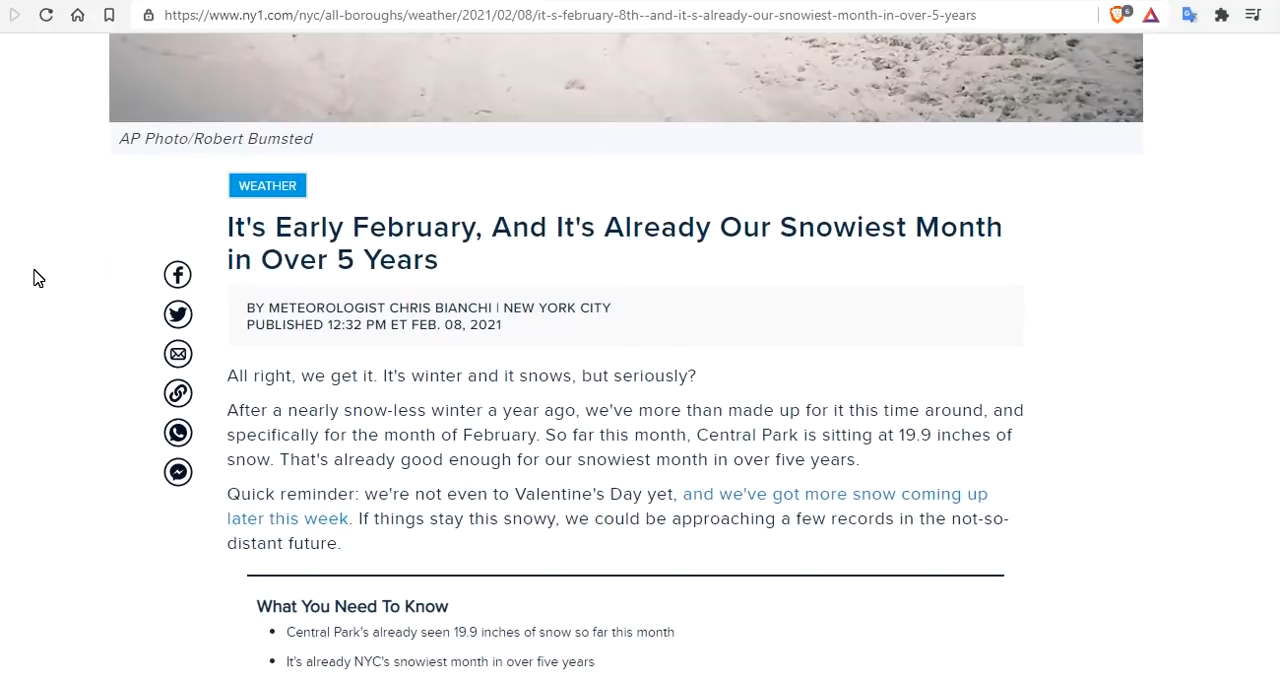 https://www.ny1.com/nyc/all-boroughs/weather/2021/02/08/it-s-february-8th--and-it-s-already-our-snowiest-month-in-over-5-years
6
AP Photo/Robert Bumsted
WEATHER
It's Early February, And It's Already Our Snowiest Month
in Over 5 Years
BY METEOROLOGIST CHRIS BIANCHI | NEW YORK CITY
PUBLISHED 12:32 PM ET FEB. 08, 2021
All right, we get it. It's winter and it snows, but seriously?
After a nearly snow-less winter a year ago, we've more than made up for it this time around, and
specifically for the month of February. So far this month, Central Park is sitting at 19.9 inches of
snow. That's already good enough for our snowiest month in over five years.
Quick reminder: we're not even to Valentine's Day yet, and we've got more snow coming up
later this week. If things stay this snowy, we could be approaching a few records in the not-so-
distant future.
What You Need To Know
• Central Park's already seen 19.9 inches of snow so far this month
• It's already NYC's snowiest month in over five years